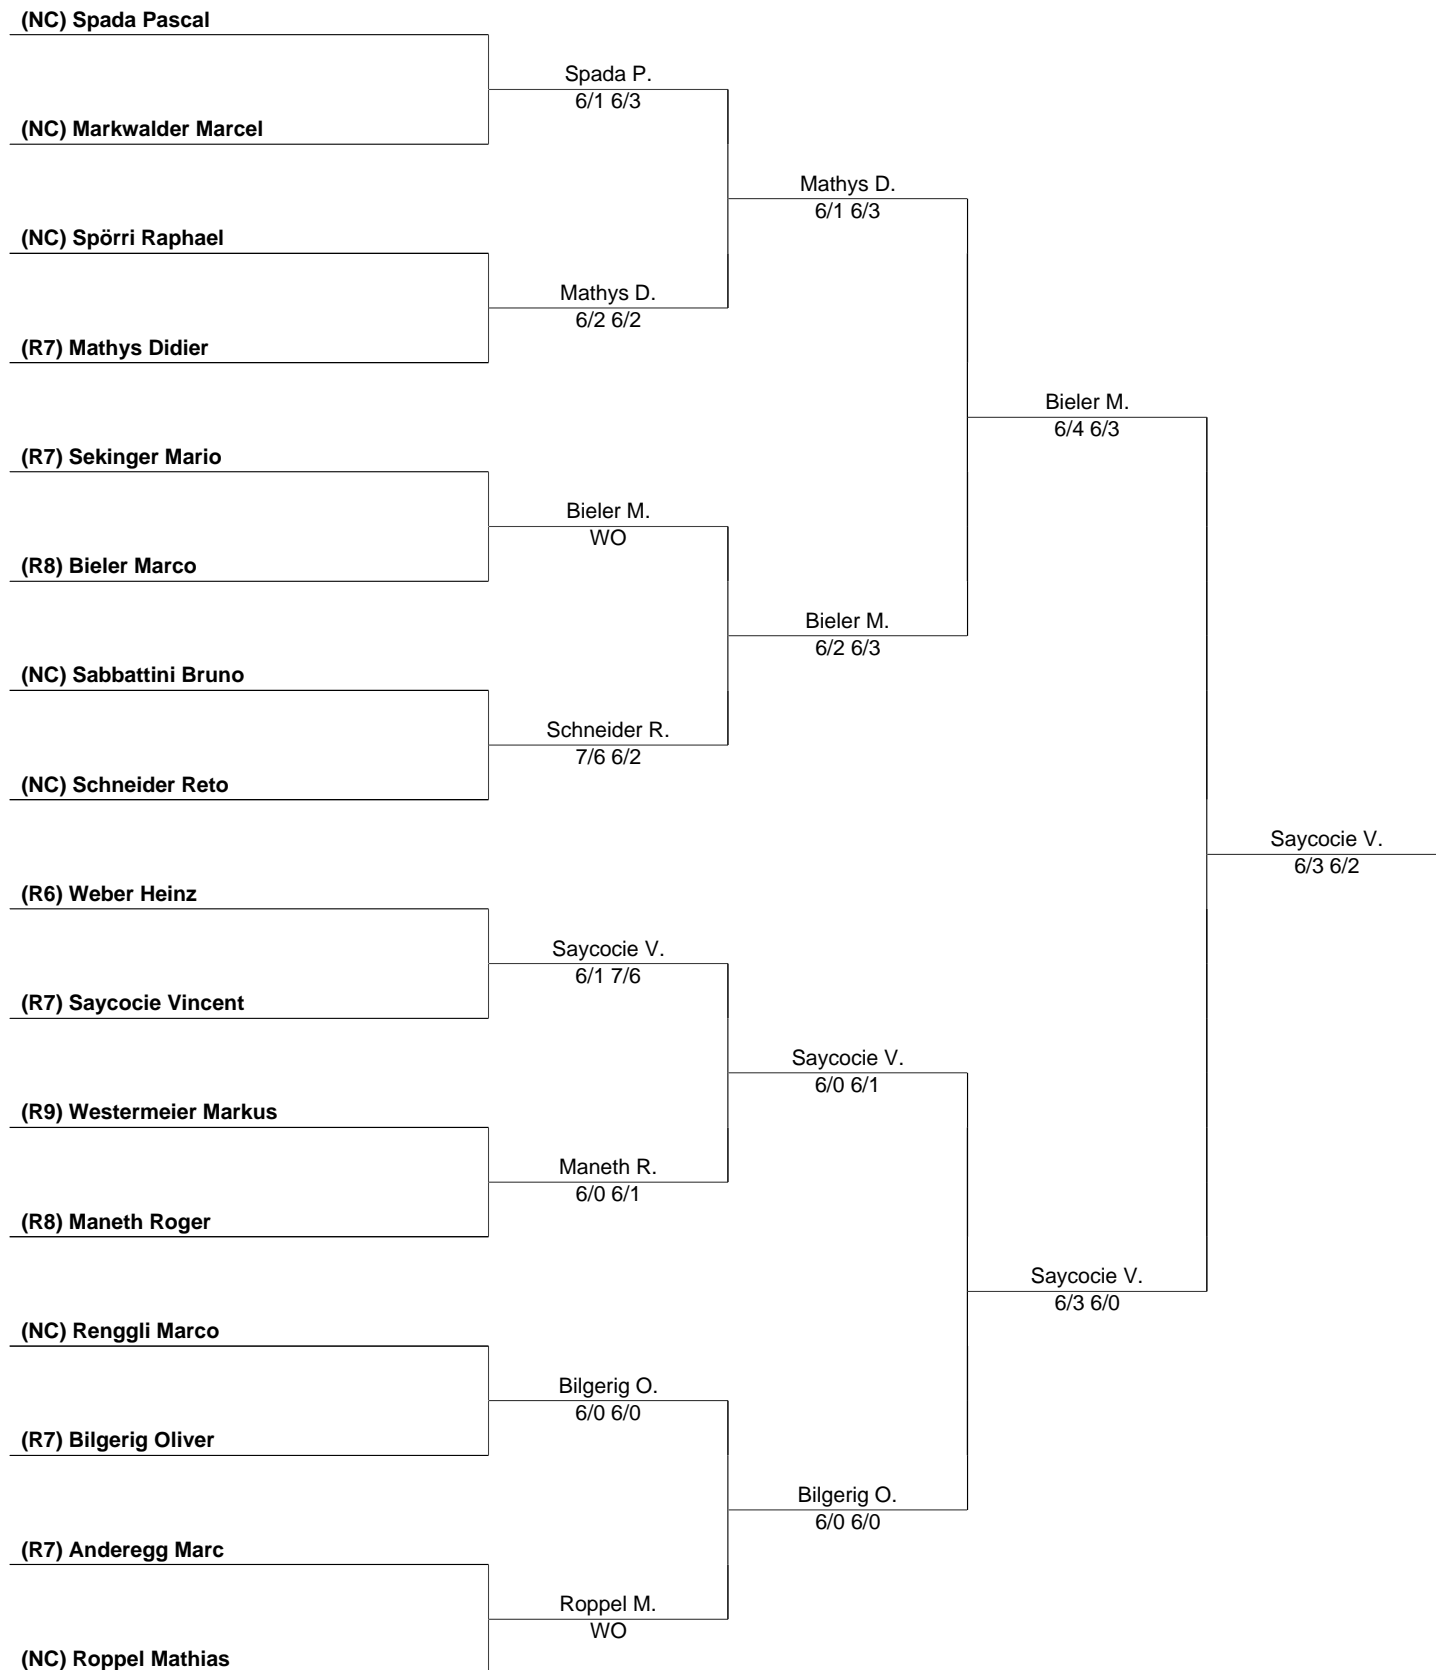 (NC) Spada Pascal
Spada P.
6/1 6/3
(NC) Markwalder Marcel
Mathys D.
6/1 6/3
(NC) Spörri Raphael
Mathys D.
6/2 6/2
(R7) Mathys Didier
Bieler M.
6/4 6/3
(R7) Sekinger Mario
Bieler M.
WO
(R8) Bieler Marco
Bieler M.
6/2 6/3
(NC) Sabbattini Bruno
Schneider R.
7/6 6/2
(NC) Schneider Reto
Saycocie V.
6/3 6/2
(R6) Weber Heinz
Saycocie V.
6/1 7/6
(R7) Saycocie Vincent
Saycocie V.
6/0 6/1
(R9) Westermeier Markus
Maneth R.
6/0 6/1
(R8) Maneth Roger
Saycocie V.
6/3 6/0
(NC) Renggli Marco
Bilgerig O.
6/0 6/0
(R7) Bilgerig Oliver
Bilgerig O.
6/0 6/0
(R7) Anderegg Marc
Roppel M.
WO
(NC) Roppel Mathias